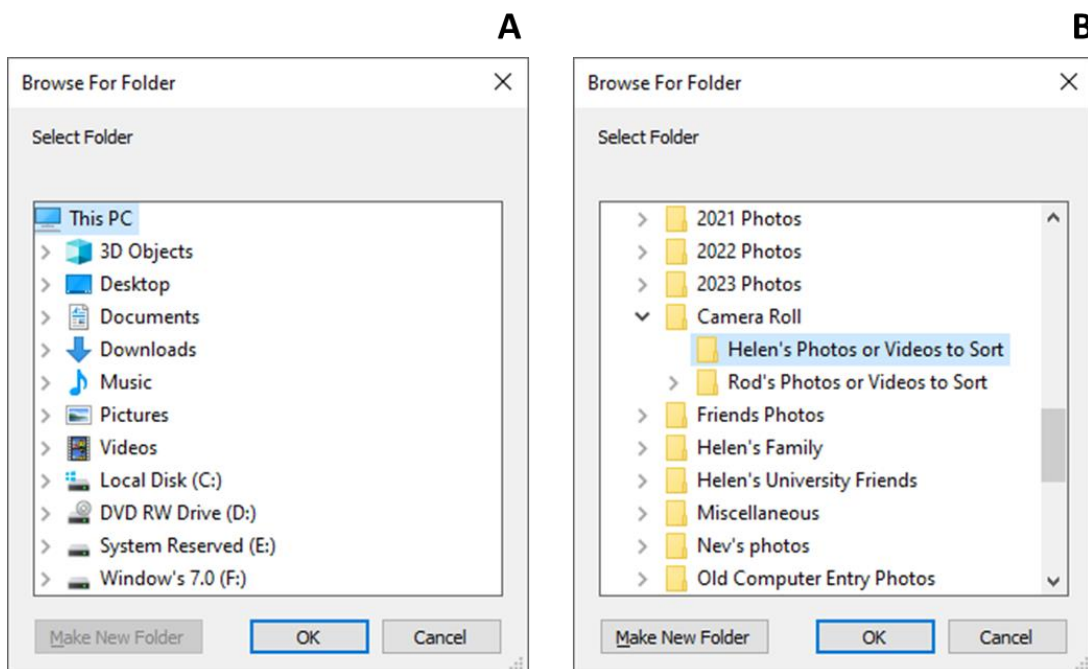 A
Browse For Folder
Select Folder
This PC
3D Objects
Desktop
Documents
Downloads
Music
Pictures
Videos
Local Disk (C:)
DVD RW Drive (D:)
System Reserved (E:)
Window's 7.0 (F:)
Make New Folder OK Cancel
B
Browse For Folder
Select Folder
2021 Photos
2022 Photos
2023 Photos
Camera Roll
Helen's Photos or Videos to Sort
Rod's Photos or Videos to Sort
Friends Photos
Helen's Family
Helen's University Friends
Miscellaneous
Nev's photos
Old Computer Entry Photos
Make New Folder OK Cancel